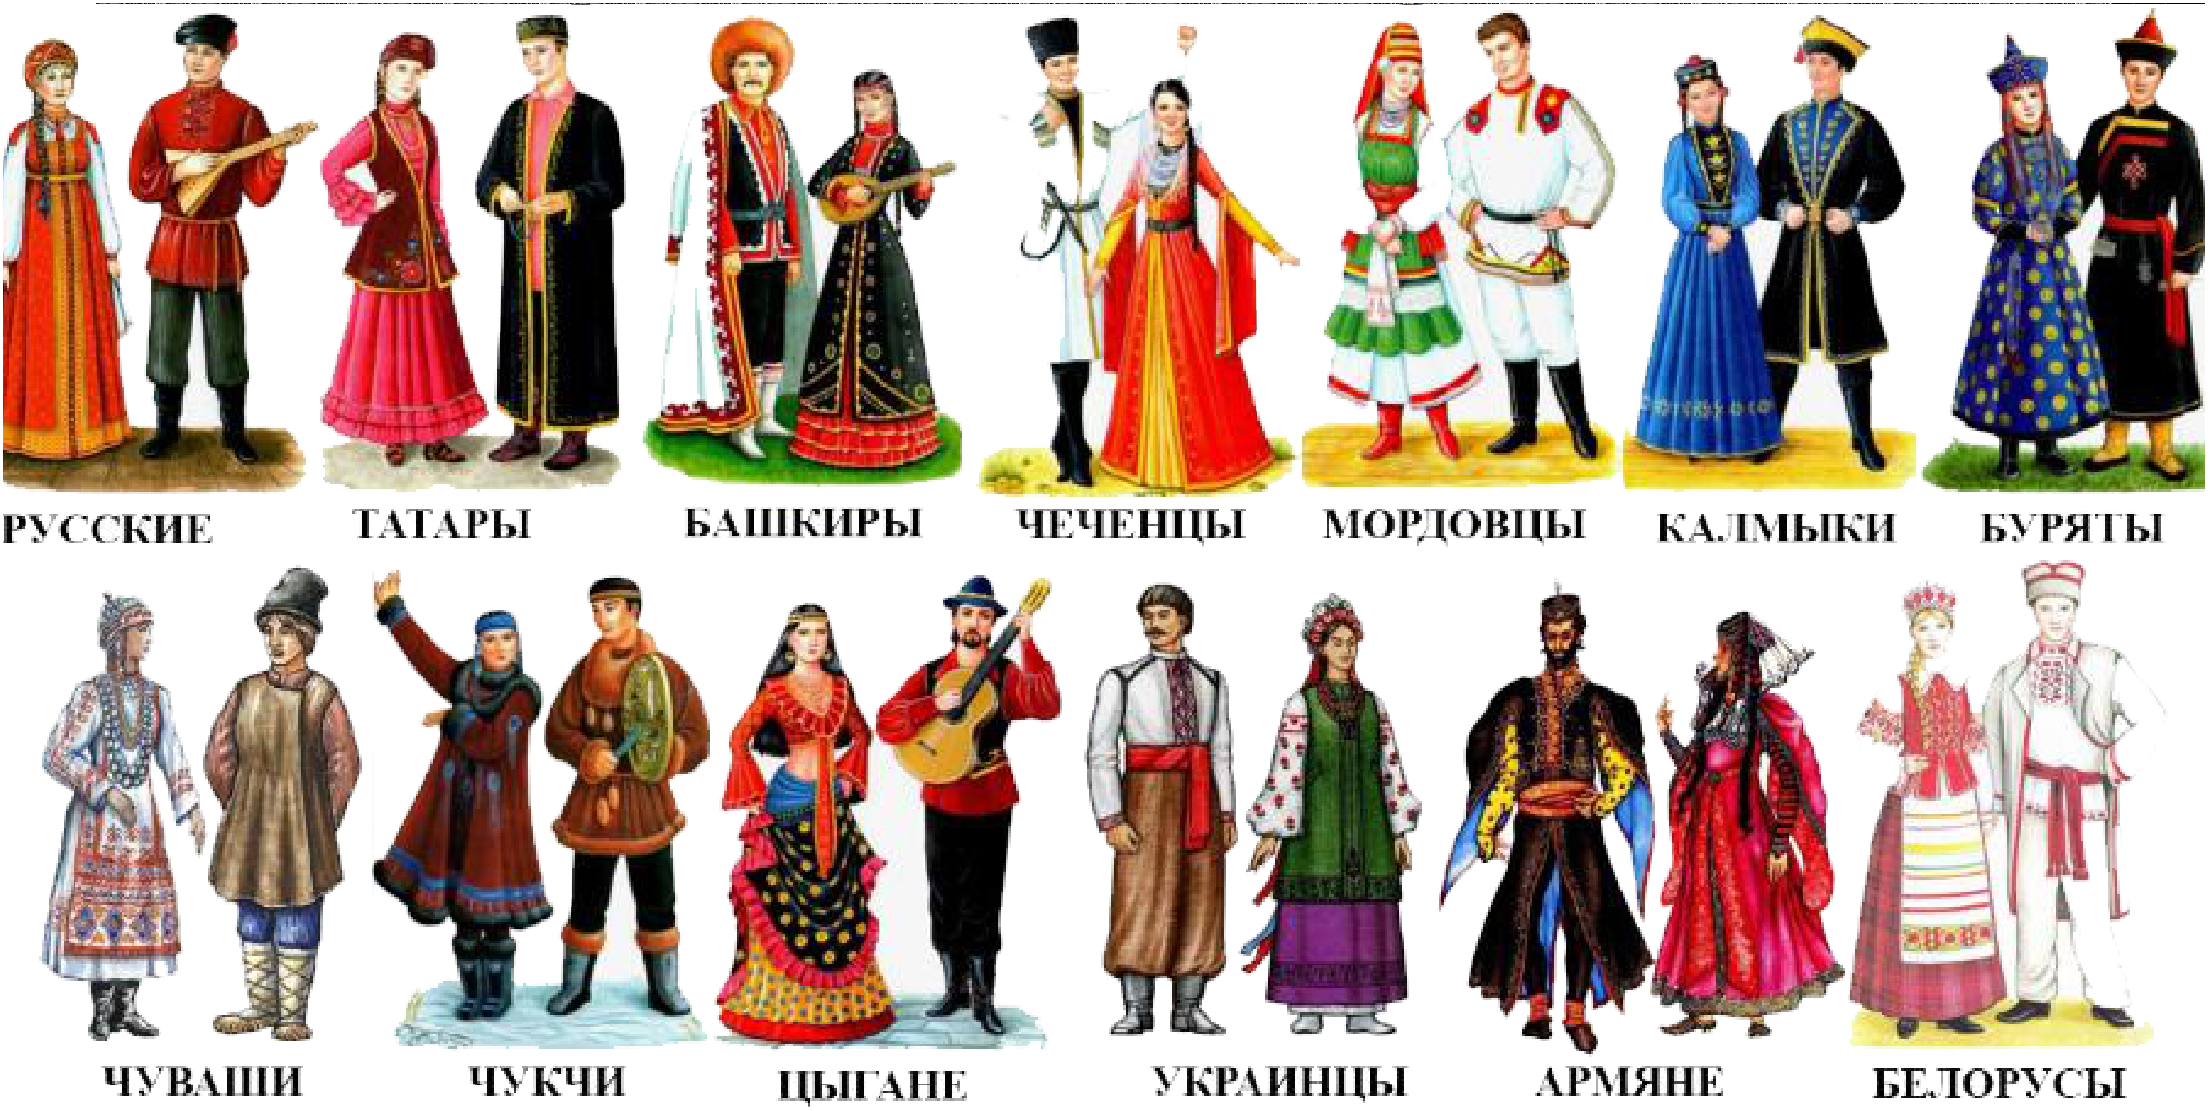 РУССКИЕ ТАТАРЫ БАШКИРЫ ЧЕЧЕНЦЫ МОРДОВЦЫ КАЛМЫКИ БУРЯТЫ
ЧУВАШИ ЧУКЧИ ЦЫГАНЕ УКРАИНЦЫ АРМЯНЕ БЕЛОРУСЫ